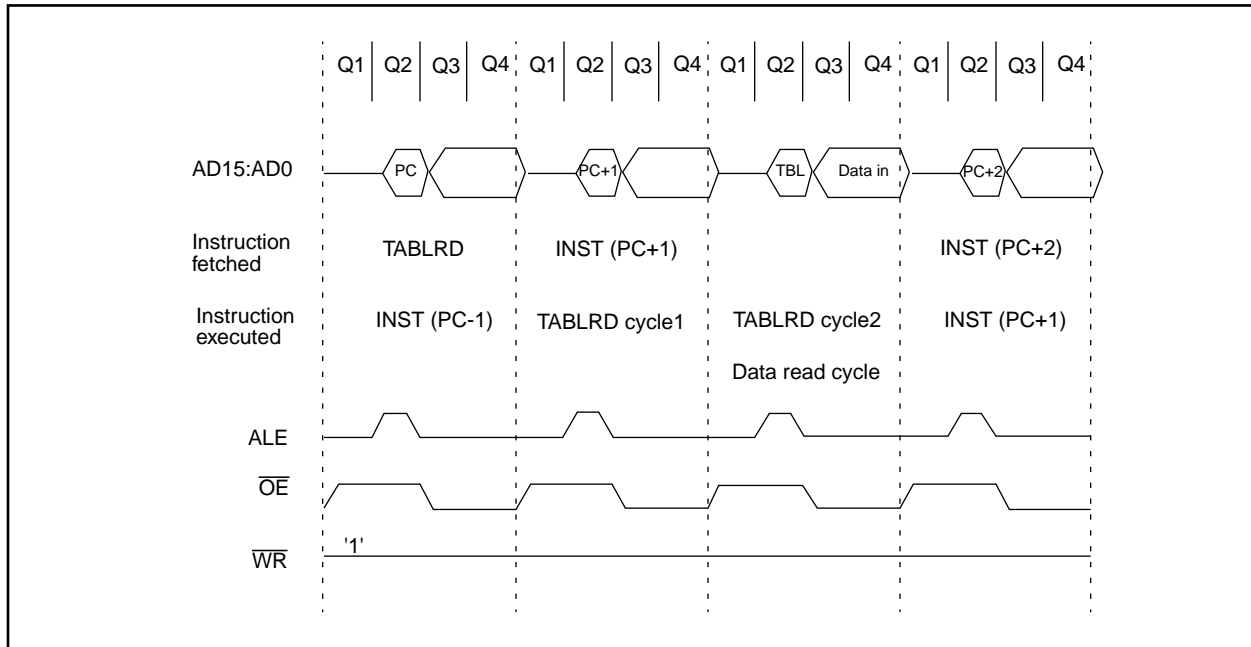 Q1 Q2 Q3 Q4 Q1 Q2 Q3 Q4 Q1 Q2 Q3 Q4 Q1 Q2 Q3 Q4
AD15:AD0 PC PC+1 TBL Data in PC+2
Instruction
fetched
TABLRD INST (PC+1) INST (PC+2)
Instruction
executed
INST (PC-1) TABLRD cycle1 TABLRD cycle2 INST (PC+1)
Data read cycle
ALE
OE
WR '1'